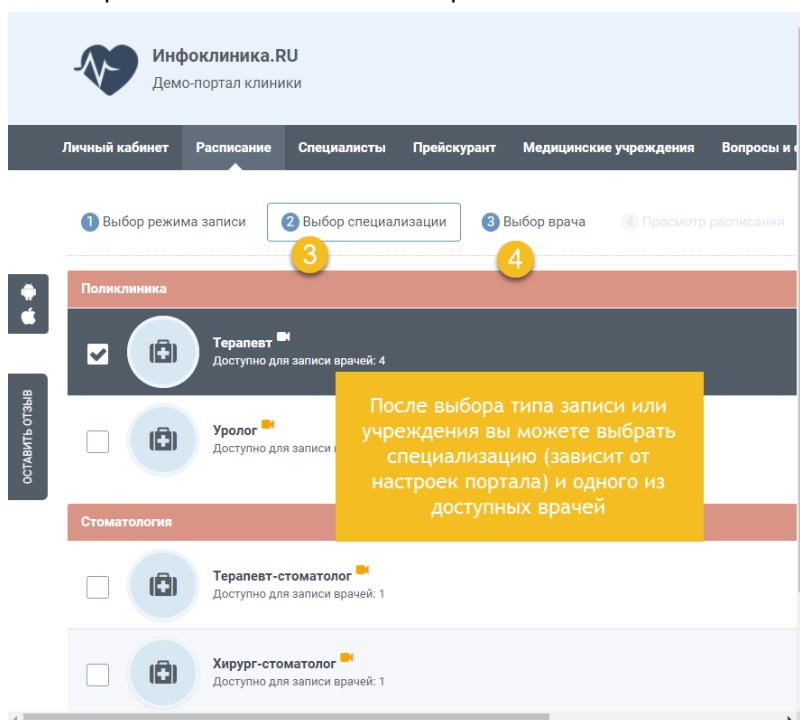 Инфоклиника.RU
Демо-портал клиники
Личный кабинет Расписание Специалисты Прейскурант Медицинские учреждения Вопросы и
1 Выбор режима записи 2 Выбор специализации 3 Выбор врача 4 Просмотр расписания
3 4
Поликлиника
Терапевт
Доступно для записи врачей: 4
Уролог
Доступно для записи
После выбора типа записи или
учреждения вы можете выбрать
специализацию (зависит от
настроек портала) и одного из
доступных врачей
ОСТАВИТЬ ОТЗЫВ
Стоматология
Терапевт-стоматолог
Доступно для записи врачей: 1
Хирург-стоматолог
Доступно для записи врачей: 1